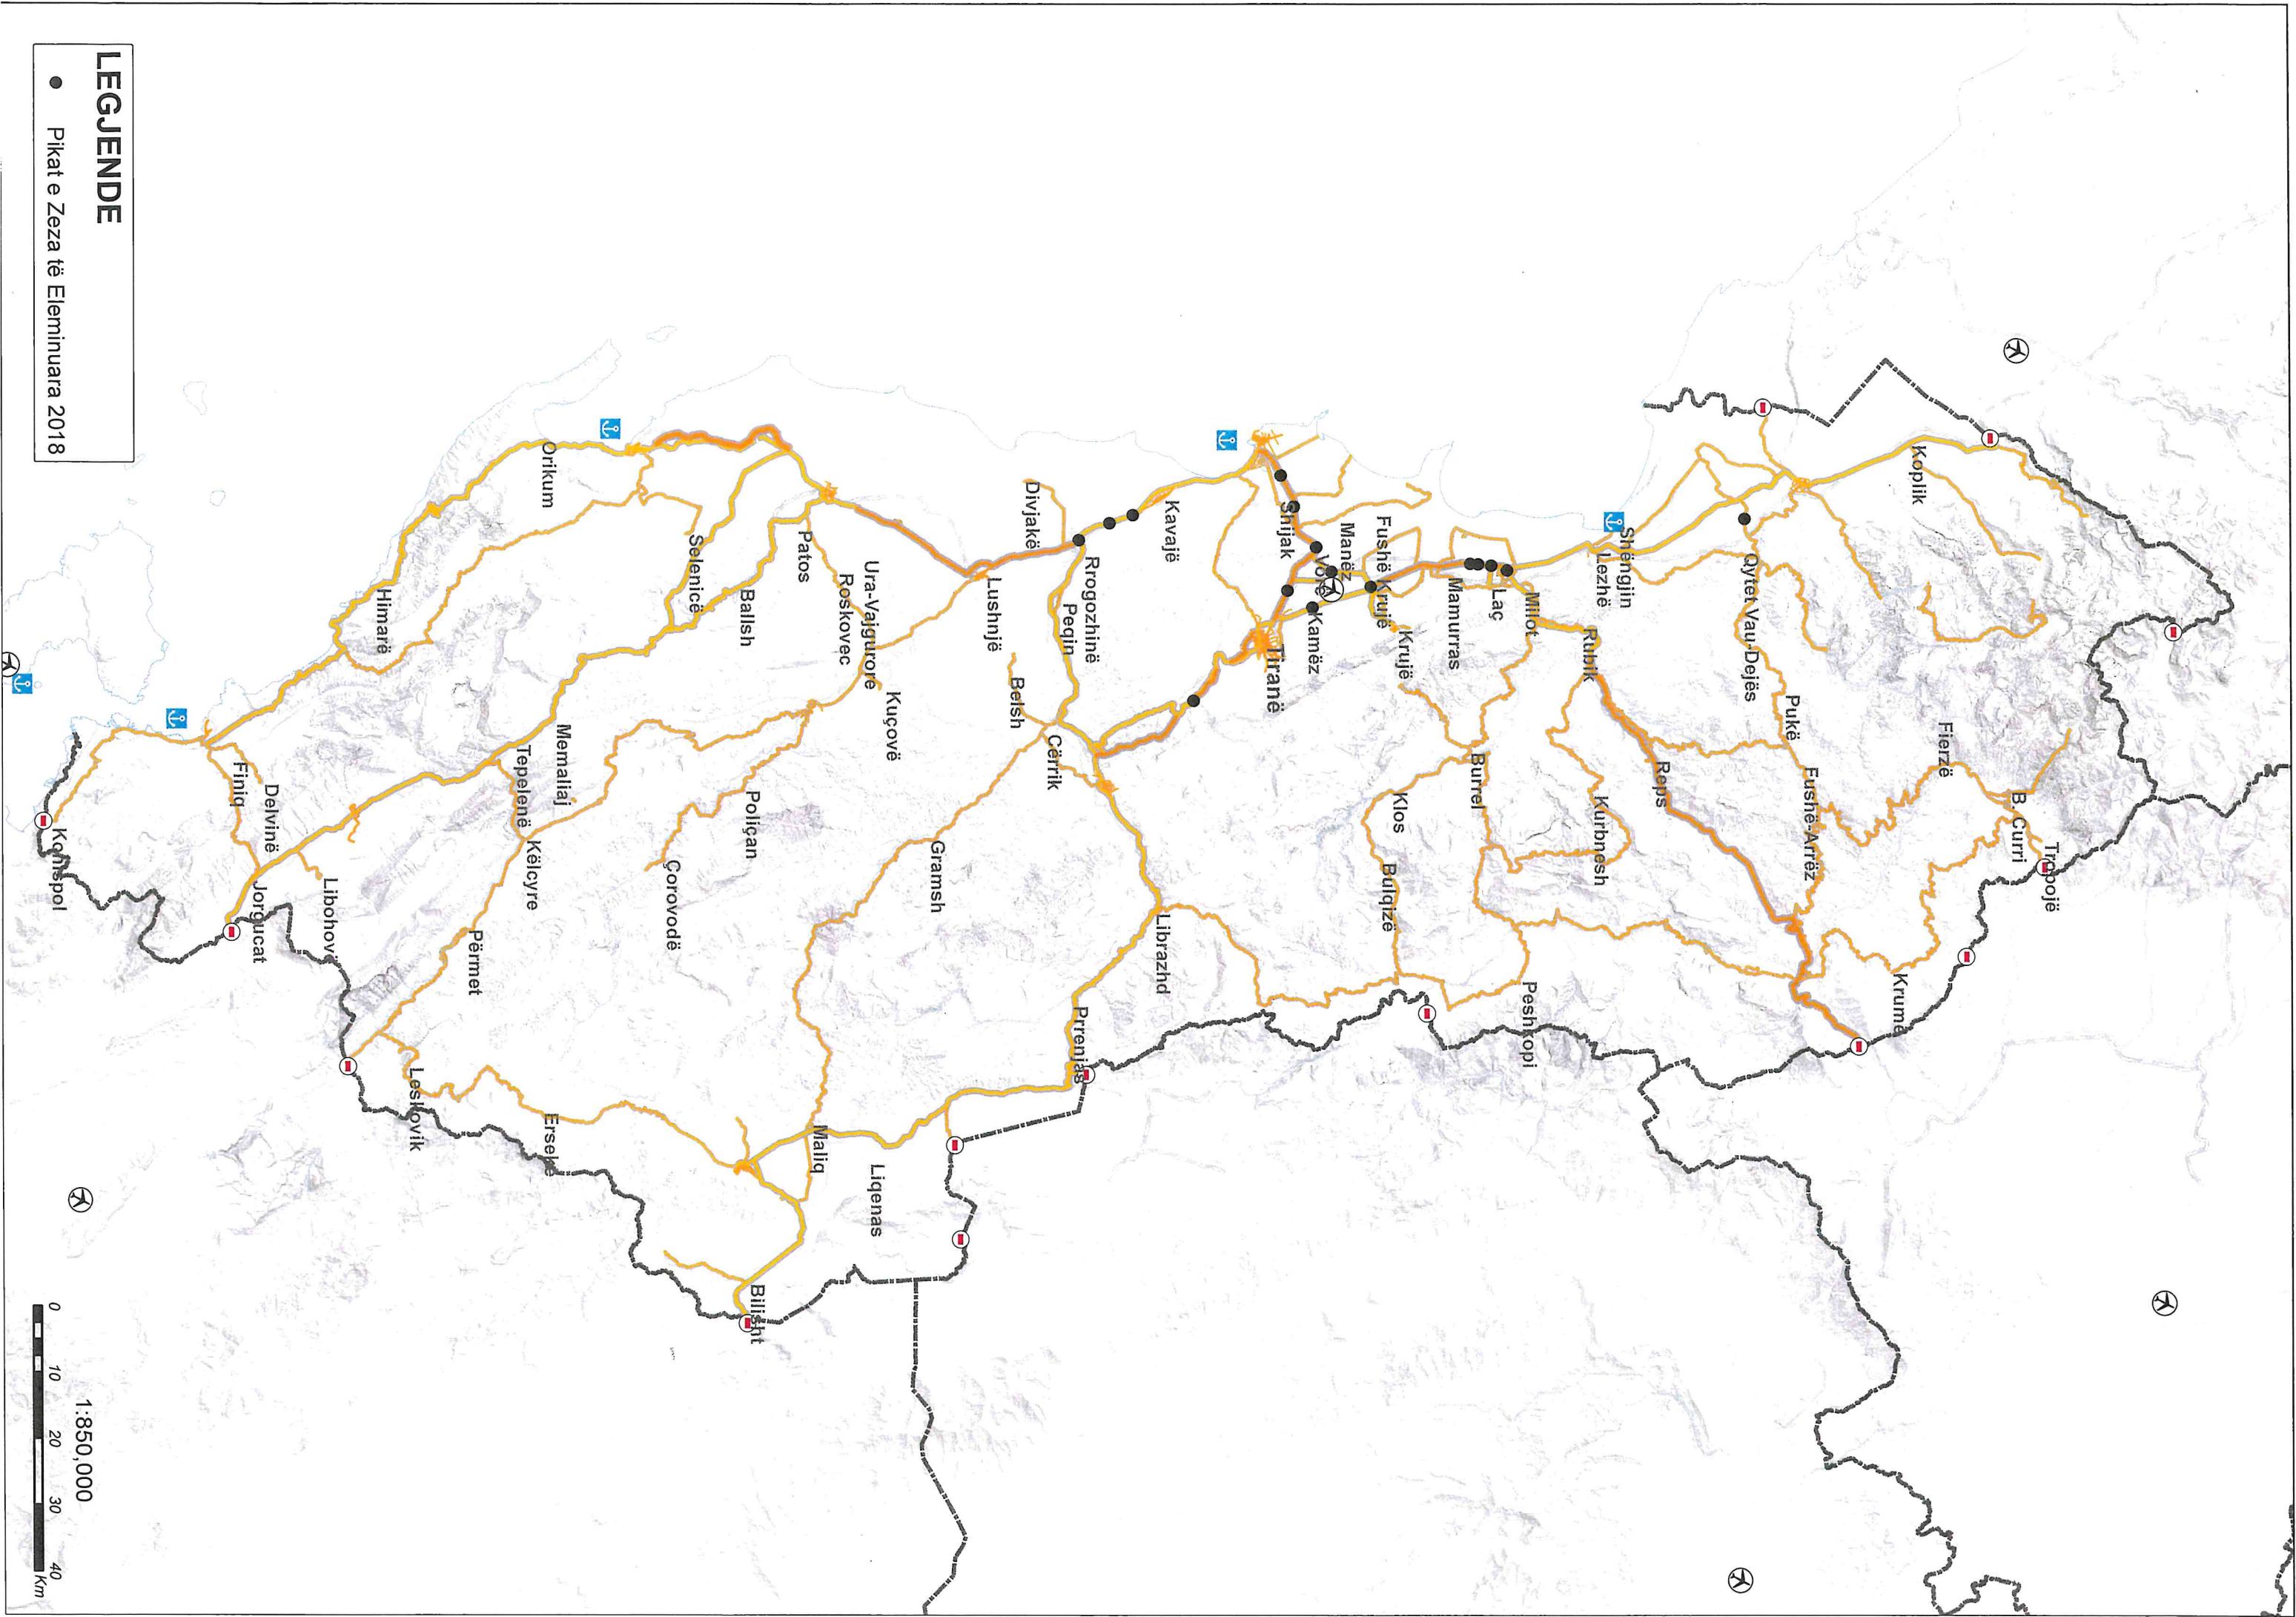 Koplik
Tropojë
B. Curri
Fierzë
Krumë
Qytet Vau-Dejës
Pukë
Fushë-Arrëz
Shëngjin
Lezhë
Rubik
Reps
Kurbnesh
Milot
Laç
Mamurras
Burrel
Peshkopi
Fushë Krujë
Krujë
Klos
Bulqizë
Manëz
Vorë
Kamëz
Shijak
Tiranë
Kavajë
Librazhd
Rrogozhinë
Peqin
Cërrik
Prrenjas
Divjakë
Belsh
Lushnjë
Gramsh
Kuçovë
Ura-Vajgurore
Roskovec
Liqenas
Patos
Maliq
Ballsh
Poliçan
Bilisht
Selenicë
Çorovodë
Orikum
Memaliaj
Tepelenë
Këlcyre
Ersekë
Përmet
Leskovik
Himarë
Libohovë
Delvinë
Finiq
Jorgucat
Konispol
LEGJENDE
Pikat e Zeza të Eleminuara 2018
1:850,000
0 10 20 30 40
Km